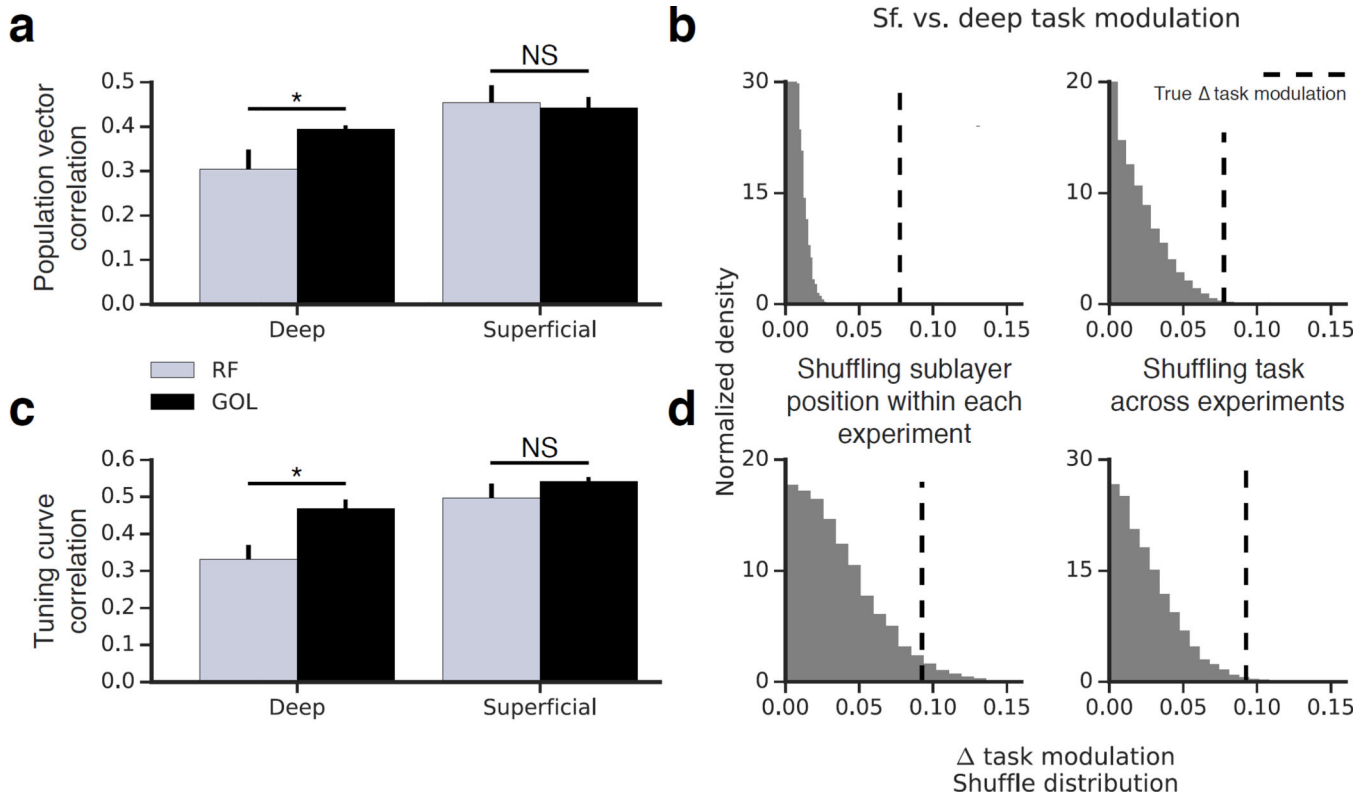 a
Population vector
correlation
0.5
0.4
0.3
0.2
0.1
0.0
*
NS
Deep
Superficial
RF
GOL
b
Sf. vs. deep task modulation
Normalized density
30
15
0
0.00
0.05
0.10
0.15
Shuffling sublayer
position within each
experiment
20
10
0
True Δ task modulation
0.00
0.05
0.10
0.15
Shuffling task
across experiments
c
Tuning curve
correlation
0.6
0.5
0.4
0.3
0.2
0.1
0.0
*
NS
Deep
Superficial
d
20
10
0
0.00
0.05
0.10
0.15
30
15
0
0.00
0.05
0.10
0.15
Δ task modulation
Shuffle distribution